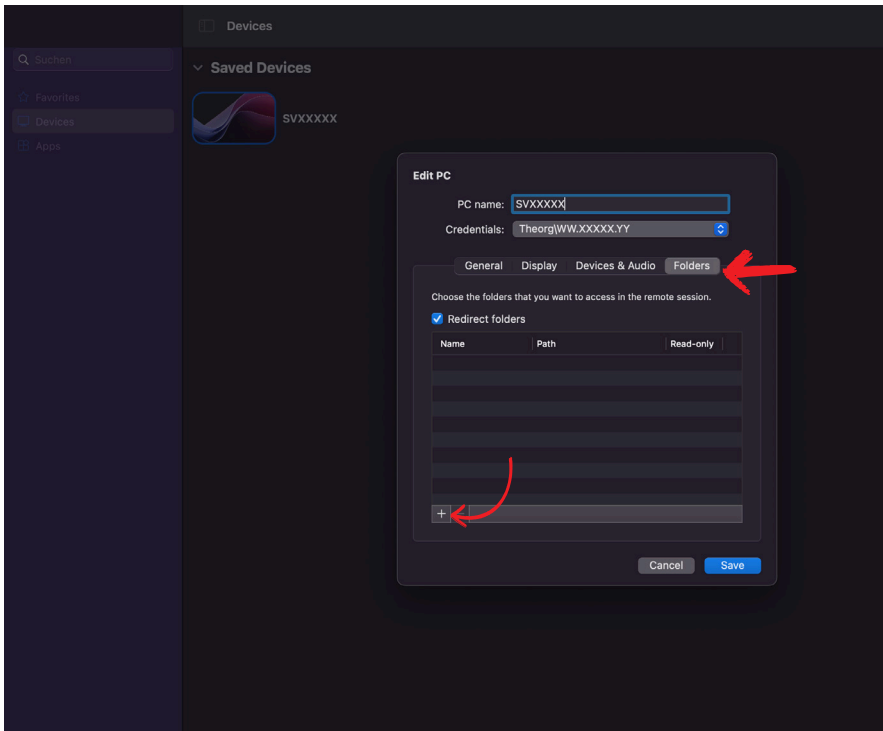 Devices
Suchen
Favorites
Devices
Apps
Saved Devices
SVXXXXX
Edit PC
PC name: SVXXXXX
Credentials: Theorg\WW.XXXXX.YY
General Display Devices & Audio Folders
Choose the folders that you want to access in the remote session.
Redirect folders
Name Path Read-only
+ −
Cancel Save